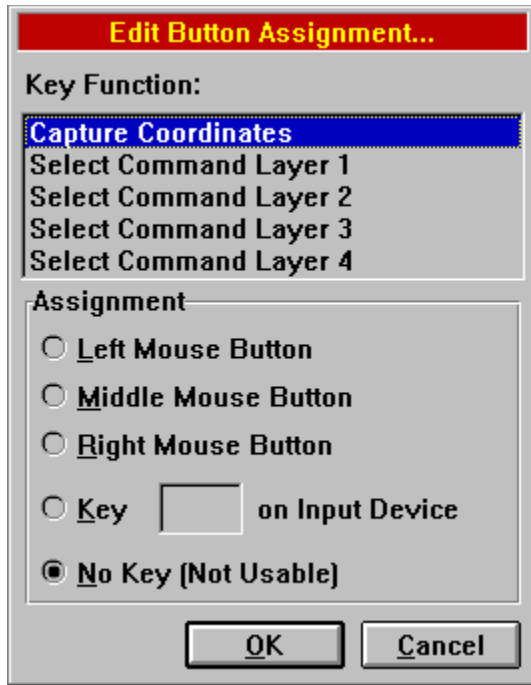 Edit Button Assignment...
Key Function:
Capture Coordinates
Select Command Layer 1
Select Command Layer 2
Select Command Layer 3
Select Command Layer 4
Assignment
Left Mouse Button
Middle Mouse Button
Right Mouse Button
Key on Input Device
No Key (Not Usable)
OK Cancel